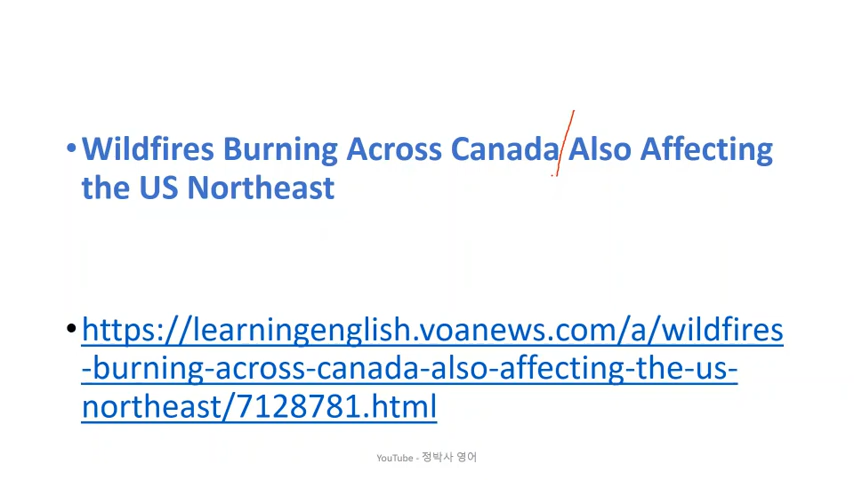 •Wildfires Burning Across Canada Also Affecting
the US Northeast
•https://learningenglish.voanews.com/a/wildfires
-burning-across-canada-also-affecting-the-us-
northeast/7128781.html
YouTube - 정박사 영어